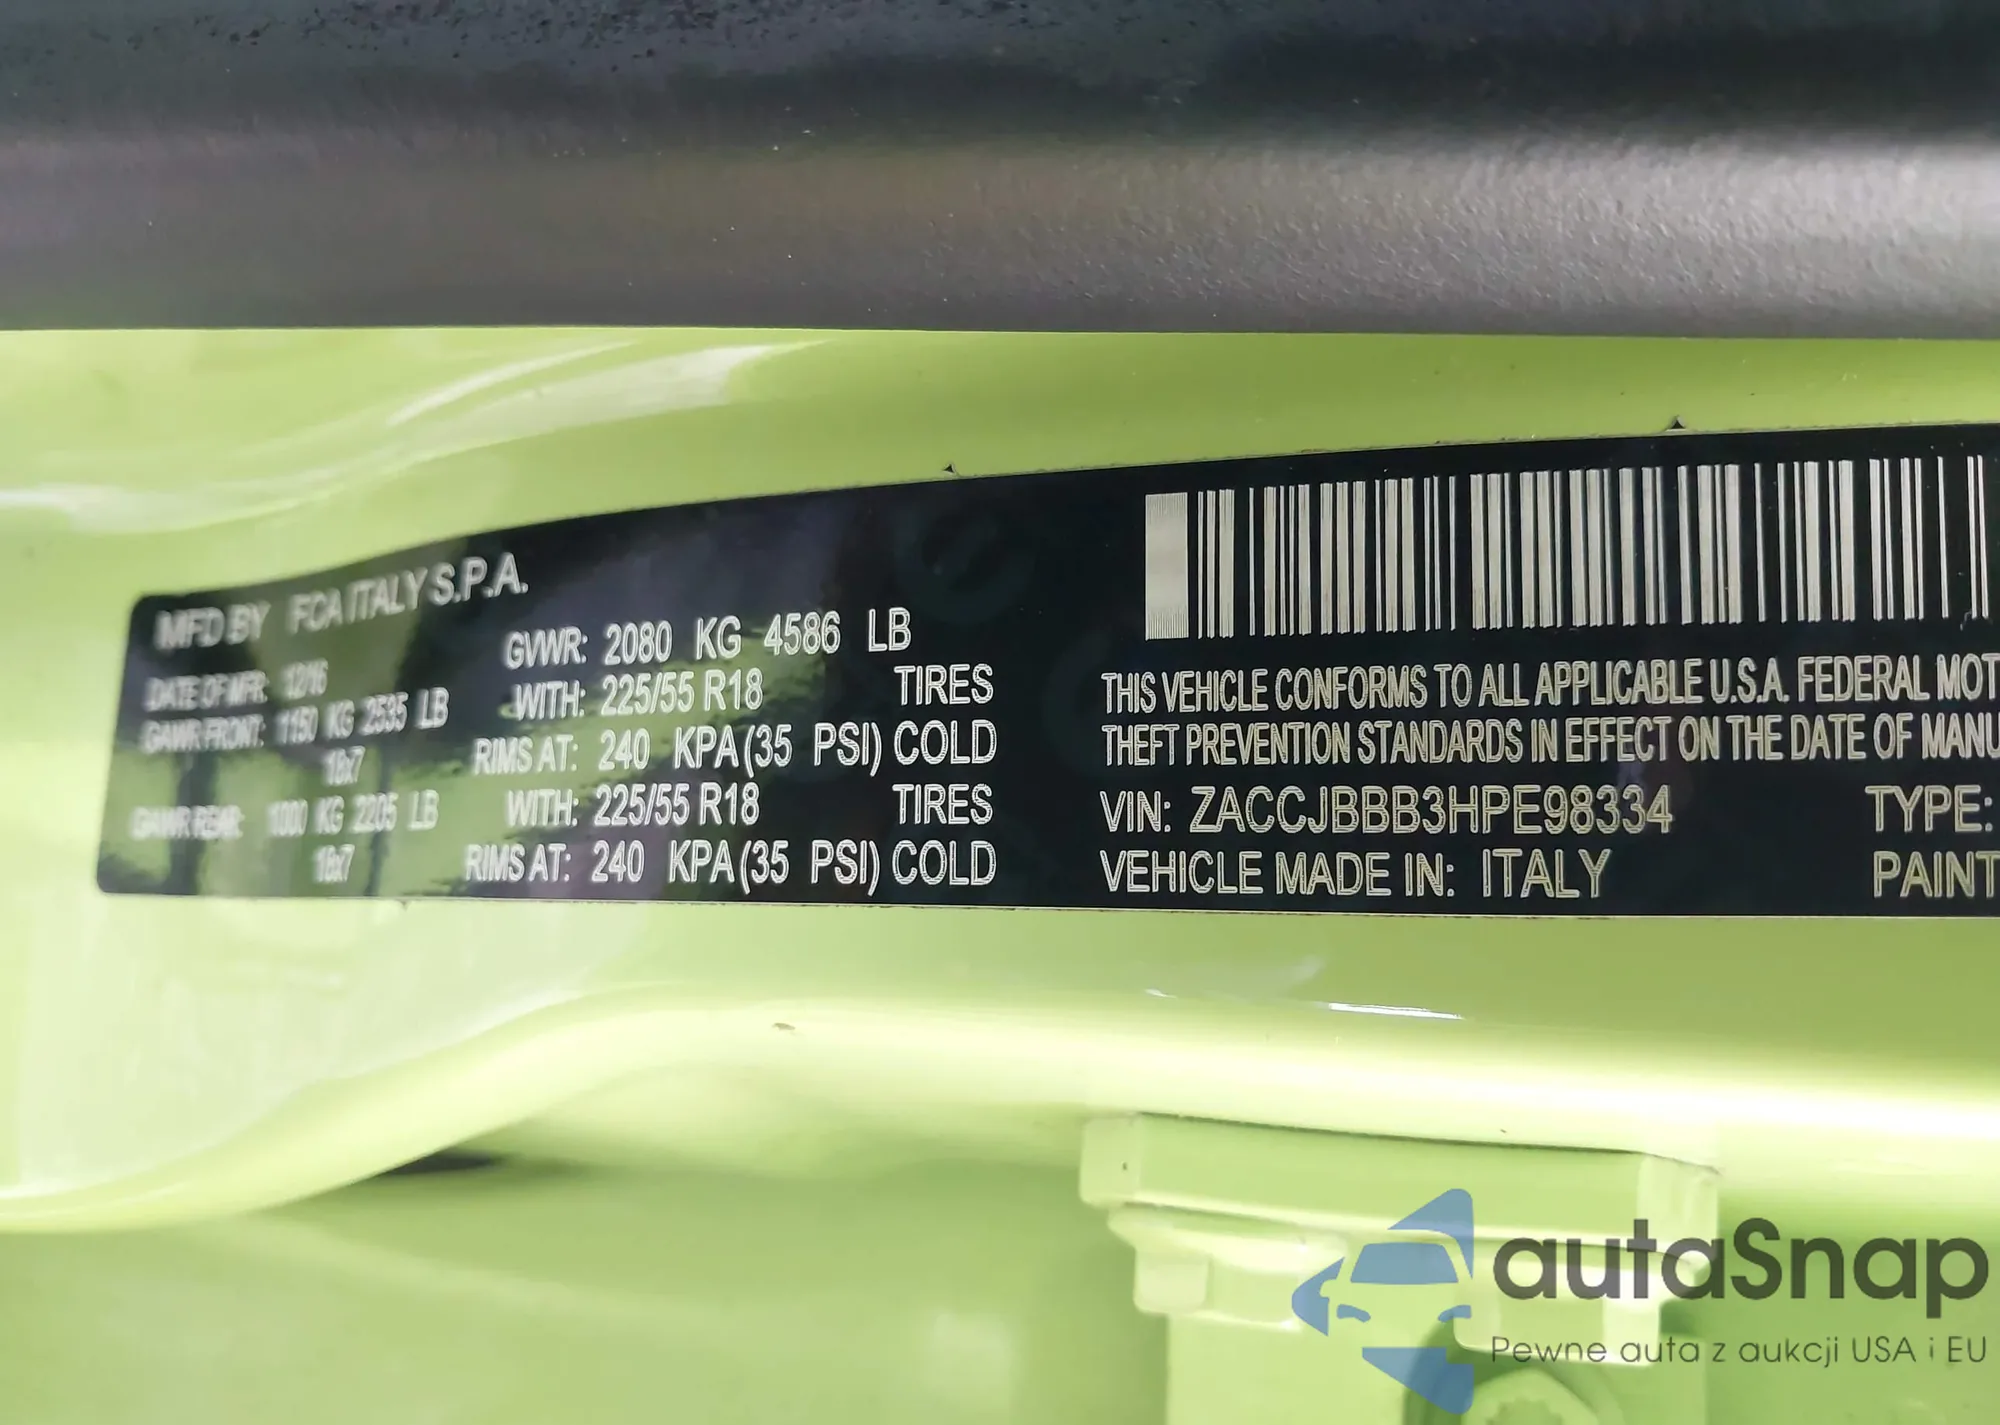 MFD BY FCA ITALY S.P.A.
DATE OF MFR: 12/16 GVWR: 2080 KG 4586 LB
GAWR FRONT: 1150 KG 2535 LB WITH: 225/55 R18 TIRES
18x7 RIMS AT: 240 KPA (35 PSI) COLD
GAWR REAR: 1000 KG 2205 LB WITH: 225/55 R18 TIRES
18x7 RIMS AT: 240 KPA (35 PSI) COLD
THIS VEHICLE CONFORMS TO ALL APPLICABLE U.S.A. FEDERAL MOT
THEFT PREVENTION STANDARDS IN EFFECT ON THE DATE OF MANU
VIN: ZACCJBBB3HPE98334 TYPE:
VEHICLE MADE IN: ITALY PAINT
autaSnap
Pewne auta z aukcji USA i EU